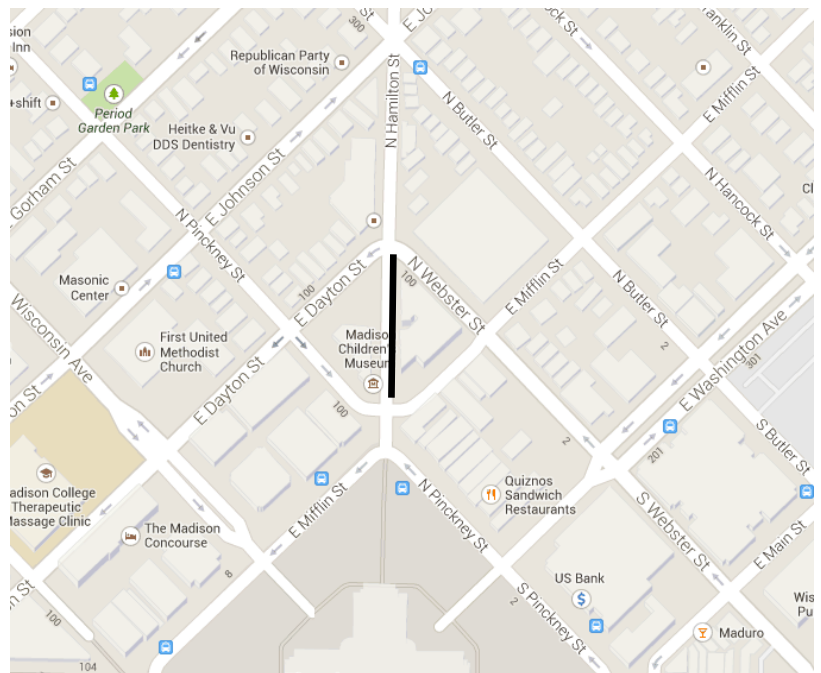 300
Republican Party
of Wisconsin
N Hamilton St
E Mifflin St
Period
Garden Park
Heitke & Vu
DDS Dentistry
N Butler St
E Gorham St
E Johnson St
N Hancock St
N Pinckney St
Masonic
Center
100
E Dayton St
100
N Webster St
E Mifflin St
N Butler St
Wisconsin Ave
First United
Methodist
Church
Madison
Children's
Museum
2
E Washington Ave
301
E Dayton St
100
2
201
S Butler St
Quiznos
Sandwich
Restaurants
Therapeutic
The Madison
Concourse
E Mifflin St
N Pinckney St
S Webster St
E Main St
US Bank
8
S Pinckney St
2
100
Maduro
104